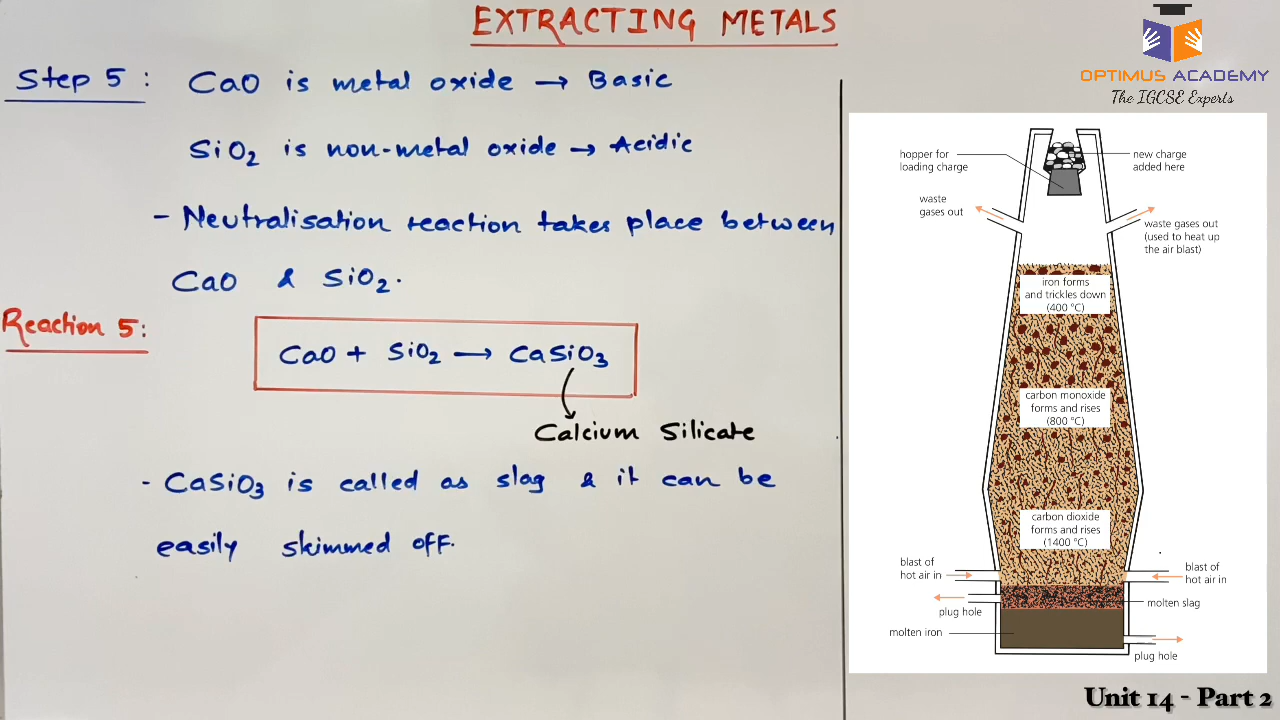 EXTRACTING METALS
OPTIMUS ACADEMY
The IGCSE Experts
Step 5 : CaO is metal oxide → Basic
SiO₂ is non-metal oxide → Acidic
- Neutralisation reaction takes place between
CaO & SiO₂.
Reaction 5:
CaO + SiO₂ → CaSiO₃
Calcium Silicate
- CaSiO₃ is called as slag & it can be
easily skimmed off.
hopper for
loading charge
new charge
added here
waste
gases out
waste gases out
(used to heat up
the air blast)
iron forms
and trickles down
(400 °C)
carbon monoxide
forms and rises
(800 °C)
carbon dioxide
forms and rises
(1400 °C)
blast of
hot air in
blast of
hot air in
plug hole
molten slag
molten iron
plug hole
Unit 14 - Part 2